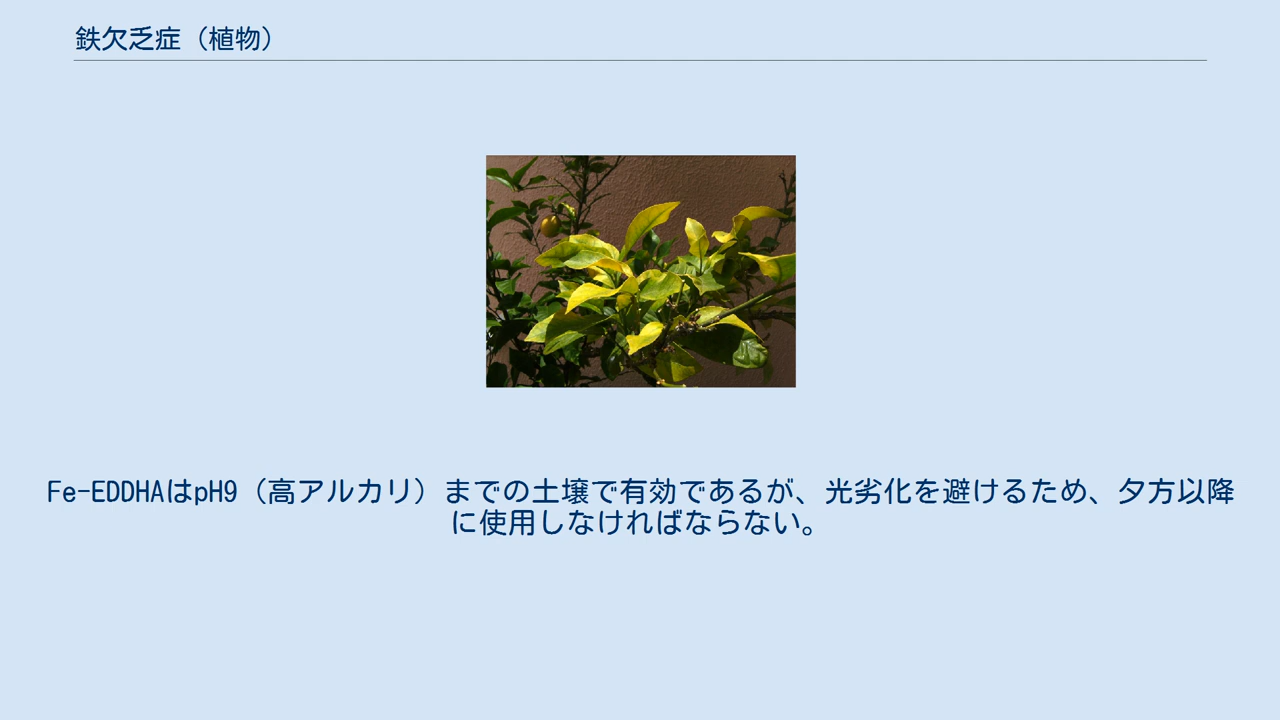 鉄欠乏症（植物）
Fe-EDDHAはpH9（高アルカリ）までの土壌で有効であるが、光劣化を避けるため、夕方以降
に使用しなければならない。